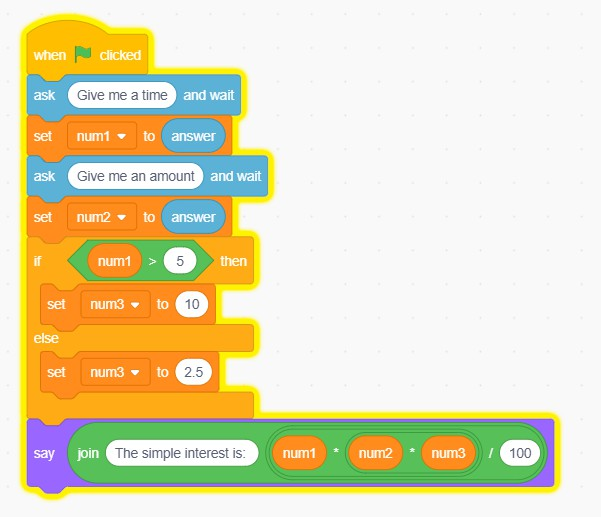 when clicked
ask Give me a time and wait
set num1 to answer
ask Give me an amount and wait
set num2 to answer
if num1 > 5 then
set num3 to 10
else
set num3 to 2.5
say join The simple interest is: num1 * num2 * num3 / 100